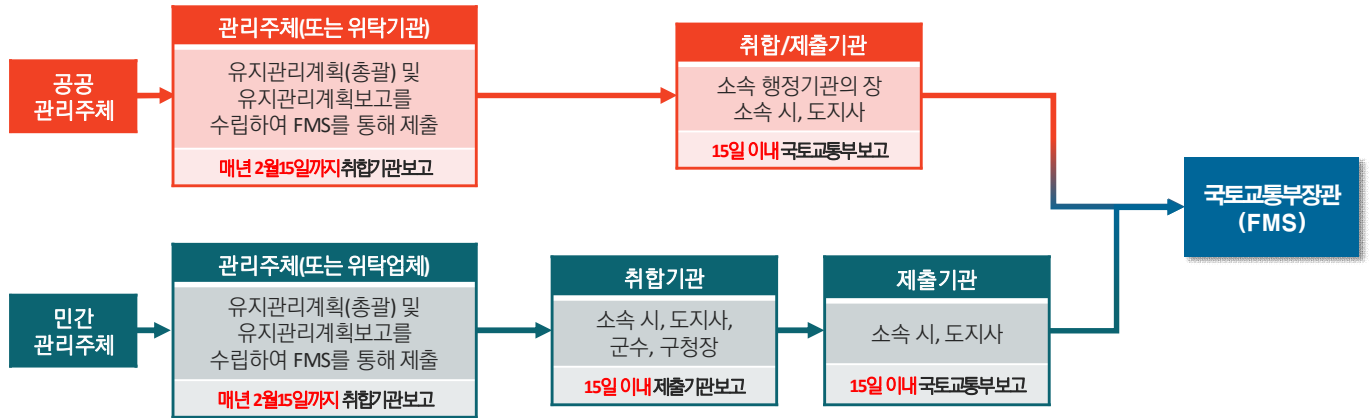 공공
관리주체
관리주체(또는 위탁기관)
유지관리계획(총괄) 및
유지관리계획보고를
수립하여 FMS를 통해 제출
매년 2월15일까지 취합기관보고
취합/제출기관
소속 행정기관의 장
소속 시, 도지사
15일 이내 국토교통부보고
민간
관리주체
관리주체(또는 위탁업체)
유지관리계획(총괄) 및
유지관리계획보고를
수립하여 FMS를 통해 제출
매년 2월15일까지 취합기관보고
취합기관
소속 시, 도지사,
군수, 구청장
15일 이내 제출기관보고
제출기관
소속 시, 도지사
15일 이내 국토교통부보고
국토교통부장관
(FMS)